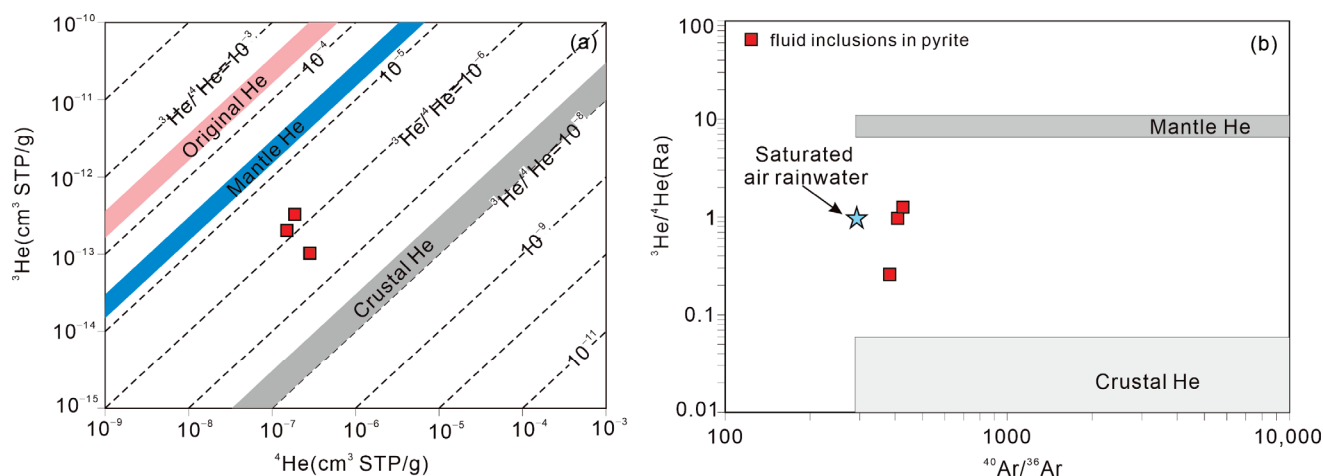 (a)
³He/⁴He=10⁻³
10⁻⁴
10⁻⁵
³He/⁴He=10⁻⁶
³He/⁴He=10⁻⁸
10⁻⁹
10⁻¹¹
Original He
Mantle He
Crustal He
10⁻¹⁰
10⁻¹¹
10⁻¹²
10⁻¹³
10⁻¹⁴
10⁻¹⁵
³He(cm³ STP/g)
10⁻⁹ 10⁻⁸ 10⁻⁷ 10⁻⁶ 10⁻⁵ 10⁻⁴ 10⁻³
⁴He(cm³ STP/g)
(b)
fluid inclusions in pyrite
Mantle He
Saturated
air rainwater
Crustal He
100
10
1
0.1
0.01
³He/⁴He(Ra)
100 1000 10,000
⁴⁰Ar/³⁶Ar